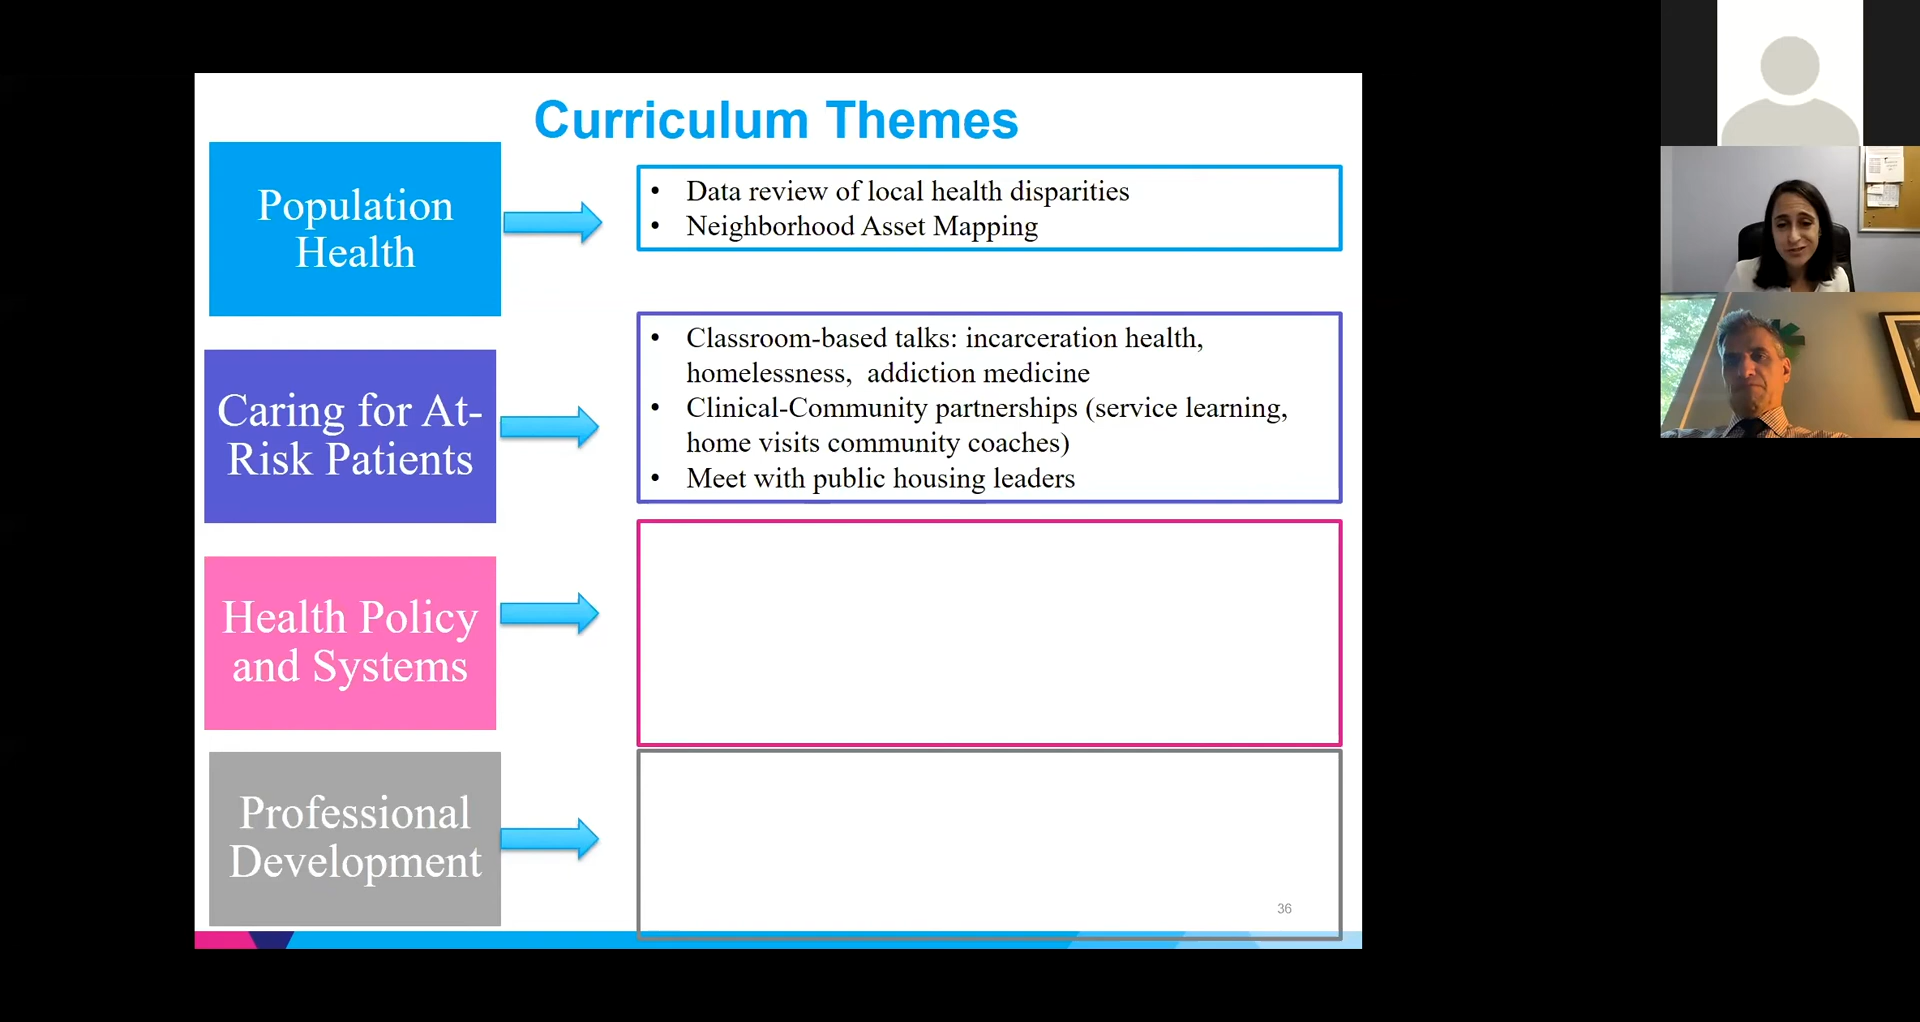 Curriculum Themes
Population
Health
• Data review of local health disparities
• Neighborhood Asset Mapping
Caring for At-
Risk Patients
• Classroom-based talks: incarceration health,
homelessness, addiction medicine
• Clinical-Community partnerships (service learning,
home visits community coaches)
• Meet with public housing leaders
Health Policy
and Systems
Professional
Development
36